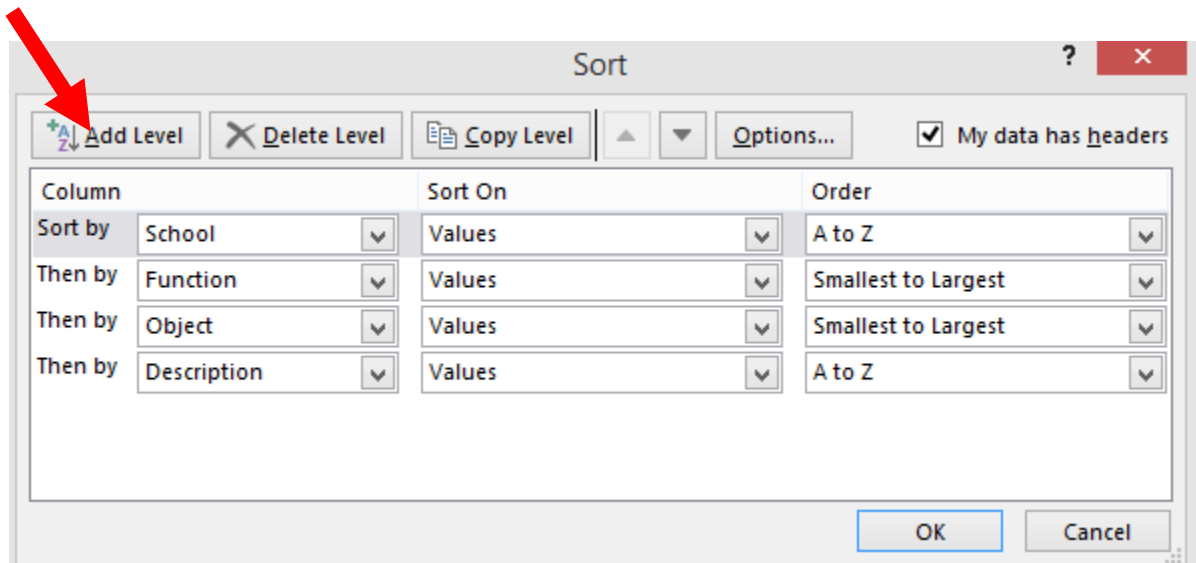 Sort ?
Add Level Delete Level Copy Level Options... My data has headers
Column Sort On Order
Sort by School Values A to Z
Then by Function Values Smallest to Largest
Then by Object Values Smallest to Largest
Then by Description Values A to Z
OK Cancel